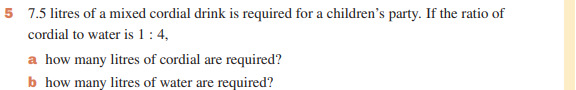 5 7.5 litres of a mixed cordial drink is required for a children's party. If the ratio of
cordial to water is 1 : 4,
a how many litres of cordial are required?
b how many litres of water are required?